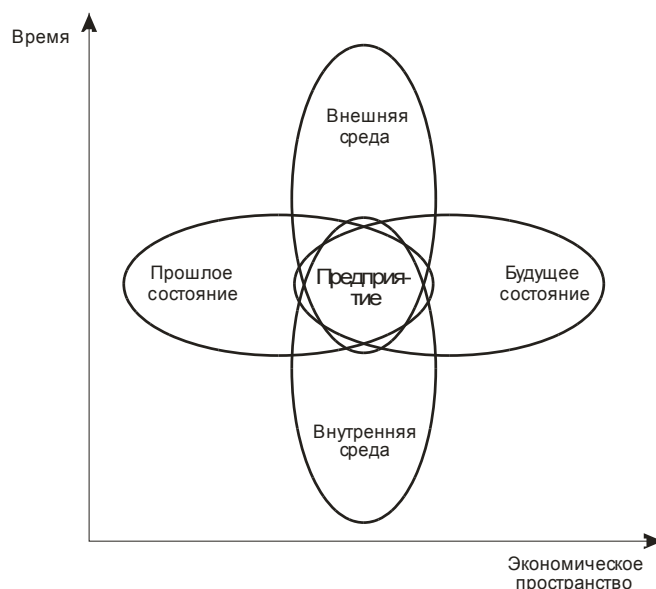 Время
Внешняя
среда
Прошлое
состояние
Предприя-
тие
Будущее
состояние
Внутренняя
среда
Экономическое
пространство